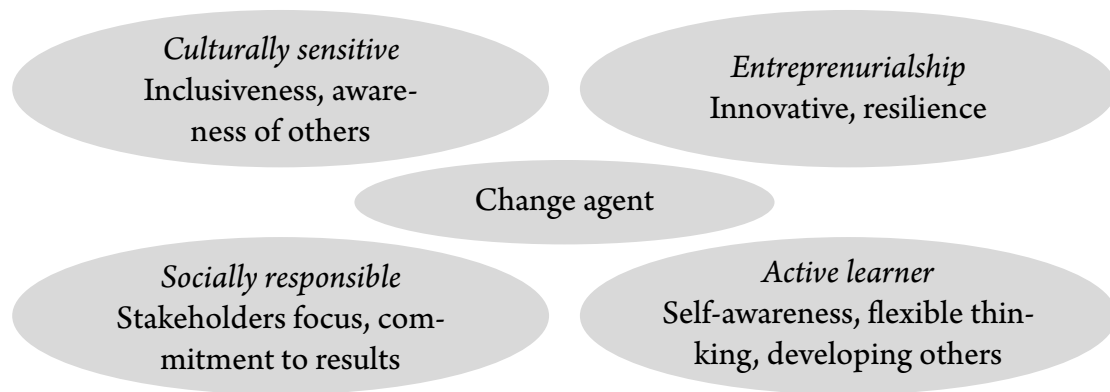 Culturally sensitive
Inclusiveness, aware-
ness of others
Entreprenurialship
Innovative, resilience
Change agent
Socially responsible
Stakeholders focus, com-
mitment to results
Active learner
Self-awareness, flexible thin-
king, developing others